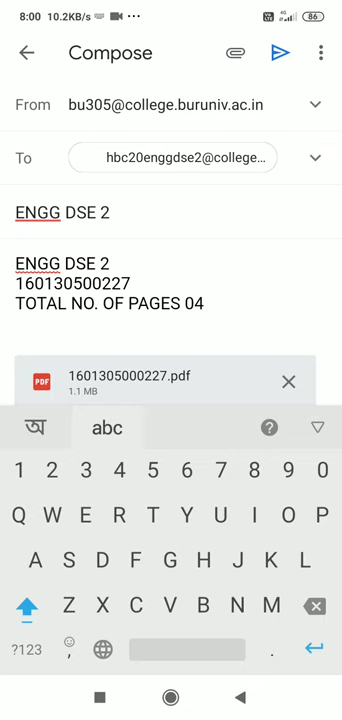 8:00 10.2KB/s ... 4G 86
Compose
From bu305@college.buruniv.ac.in
To hbc20enggdse2@college...
ENGG DSE 2
ENGG DSE 2
160130500227
TOTAL NO. OF PAGES 04
PDF 1601305000227.pdf
1.1 MB
অ abc ?
1 2 3 4 5 6 7 8 9 0
Q W E R T Y U I O P
A S D F G H J K L
Z X C V B N M
?123 , .